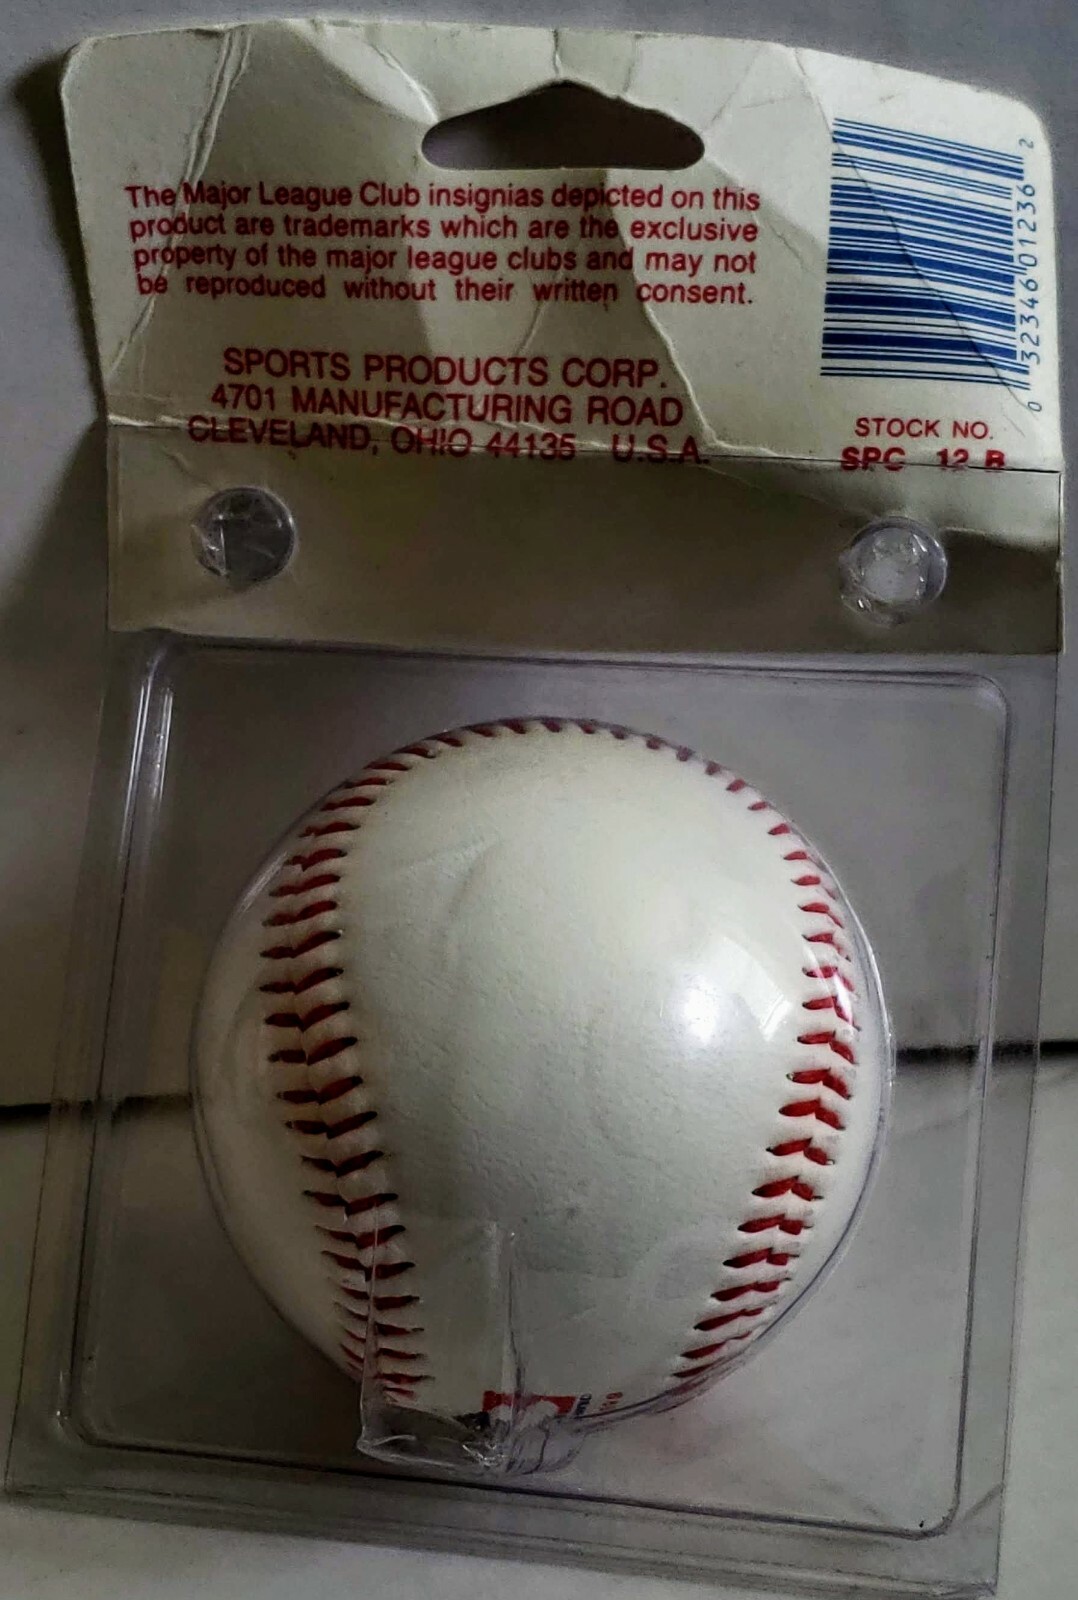 The Major League Club insignias depicted on this
product are trademarks which are the exclusive
property of the major league clubs and may not
be reproduced without their written consent.
SPORTS PRODUCTS CORP.
4701 MANUFACTURING ROAD
CLEVELAND, OHIO 44135 U.S.A.
0 32346 01236 2
STOCK NO.
SPC 12 B